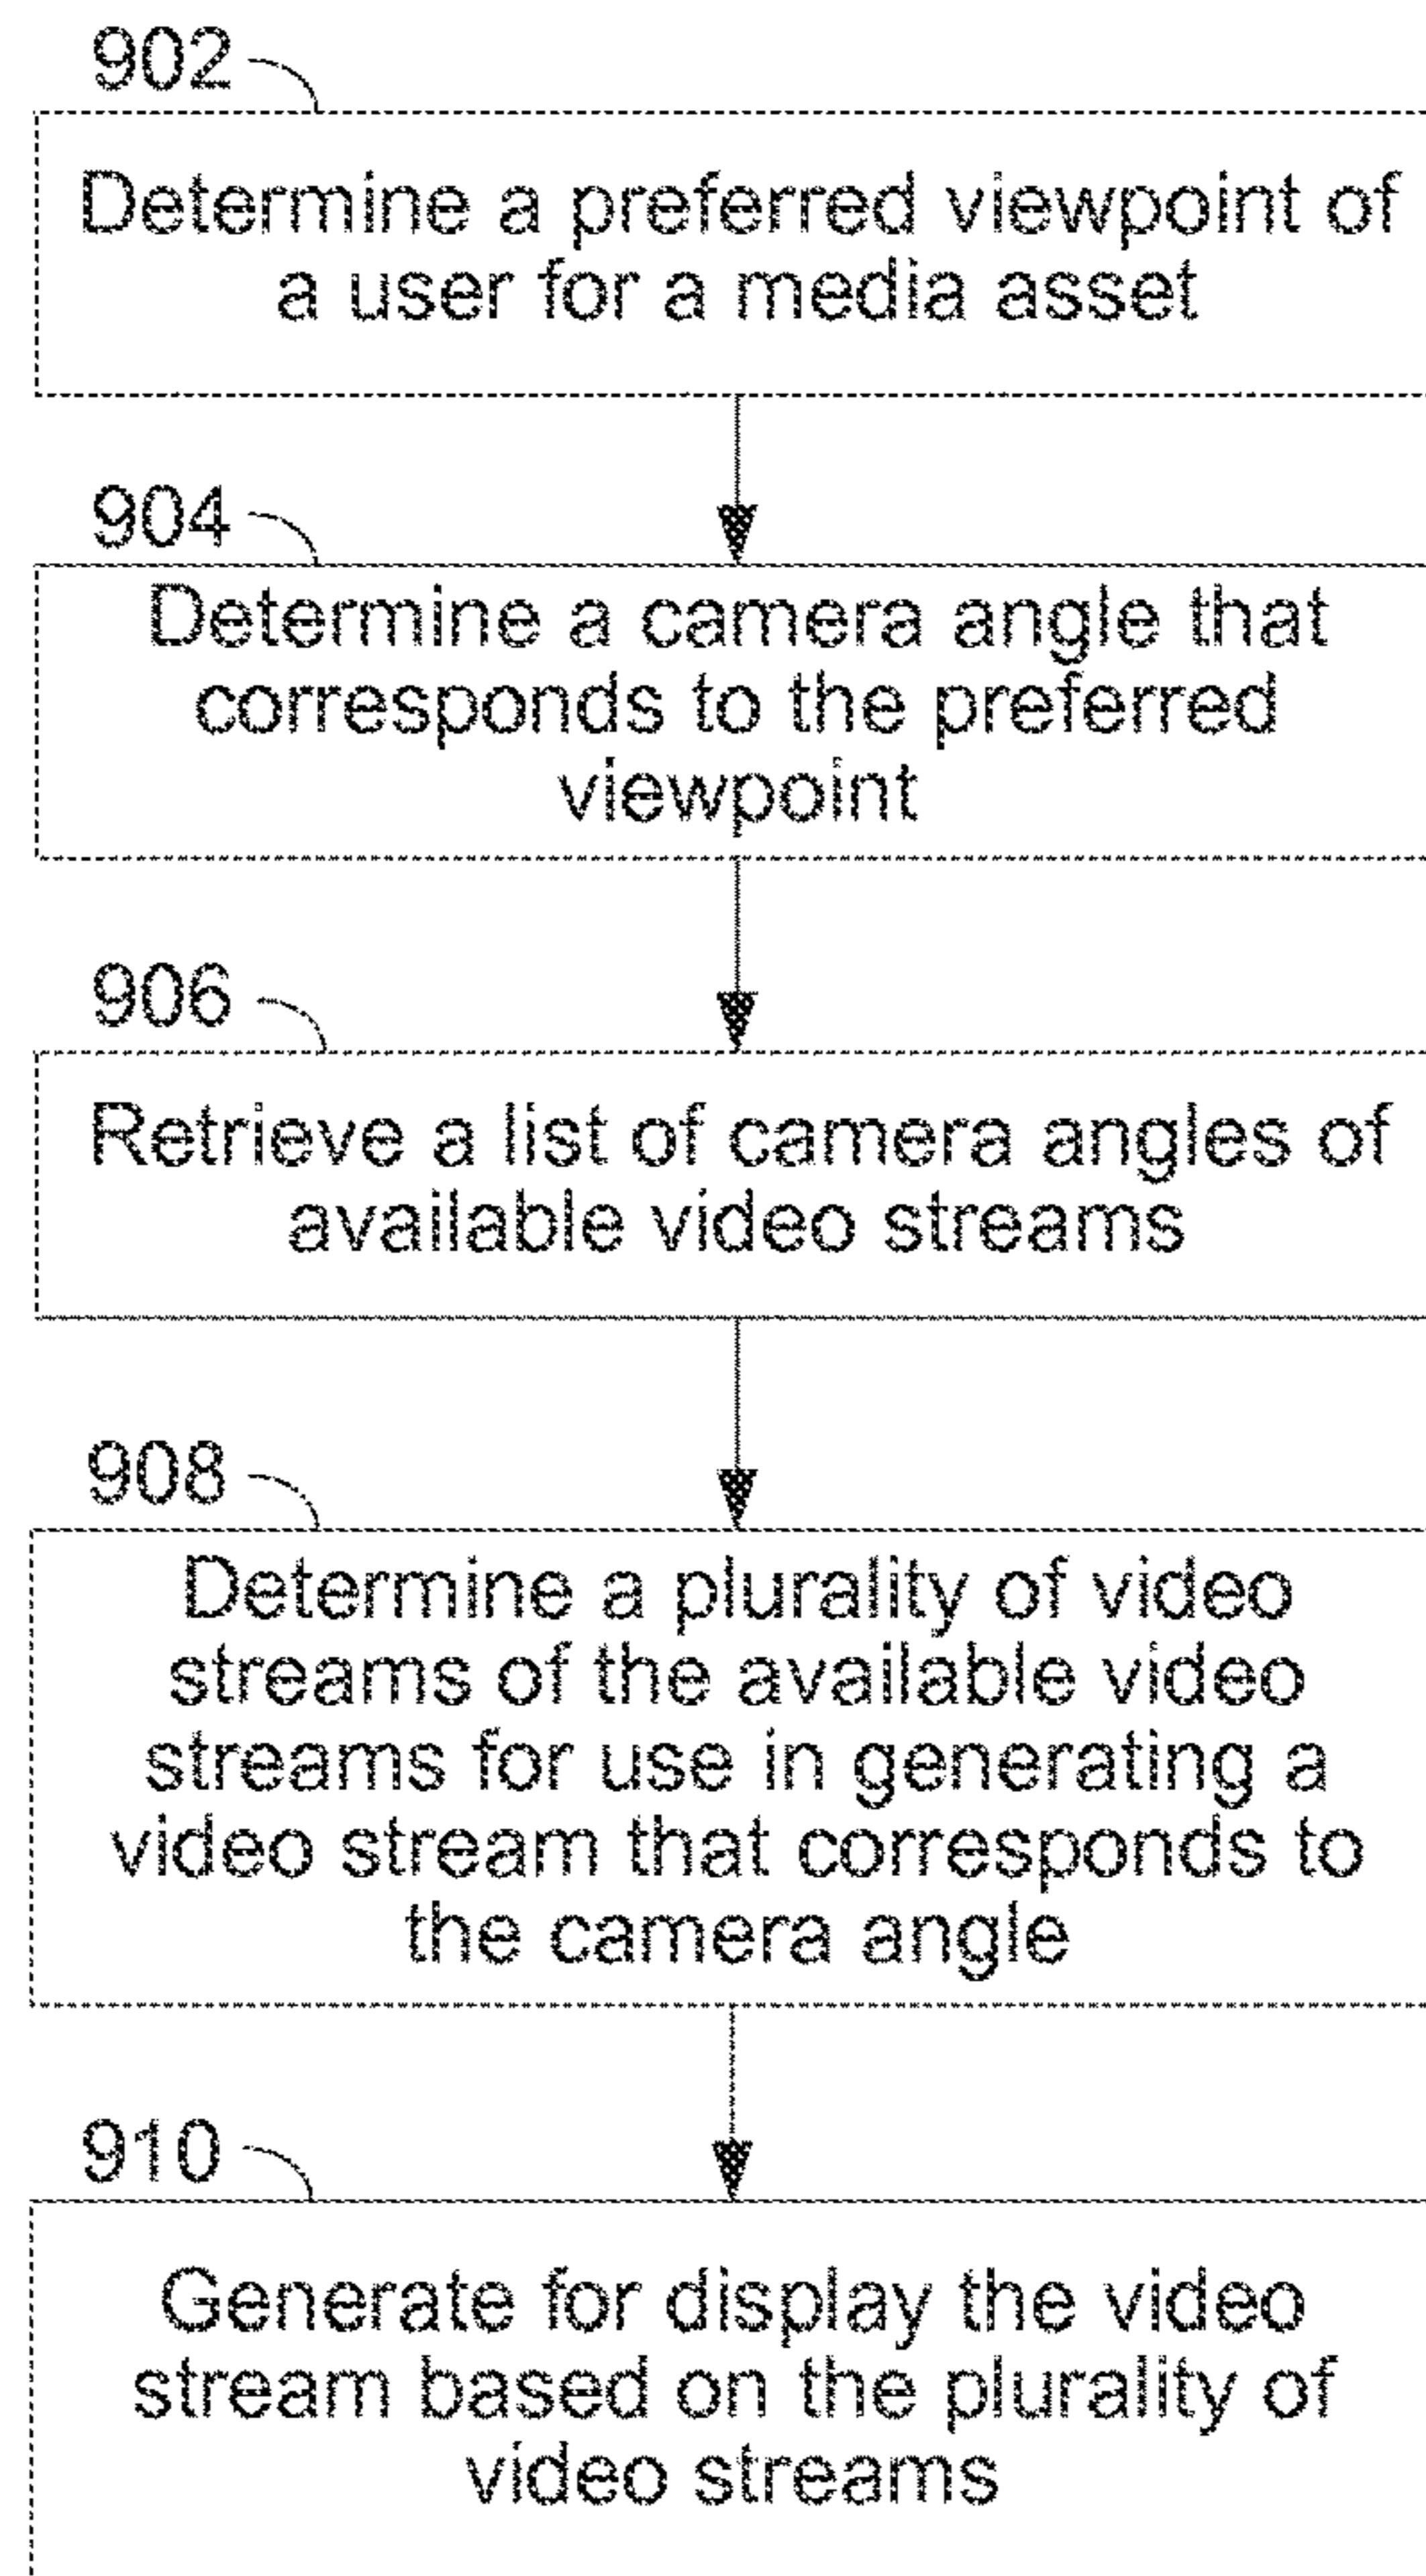 902
Determine a preferred viewpoint of
a user for a media asset
904
Determine a camera angle that
corresponds to the preferred
viewpoint
906
Retrieve a list of camera angles of
available video streams
908
Determine a plurality of video
streams of the available video
streams for use in generating a
video stream that corresponds to
the camera angle
910
Generate for display the video
stream based on the plurality of
video streams